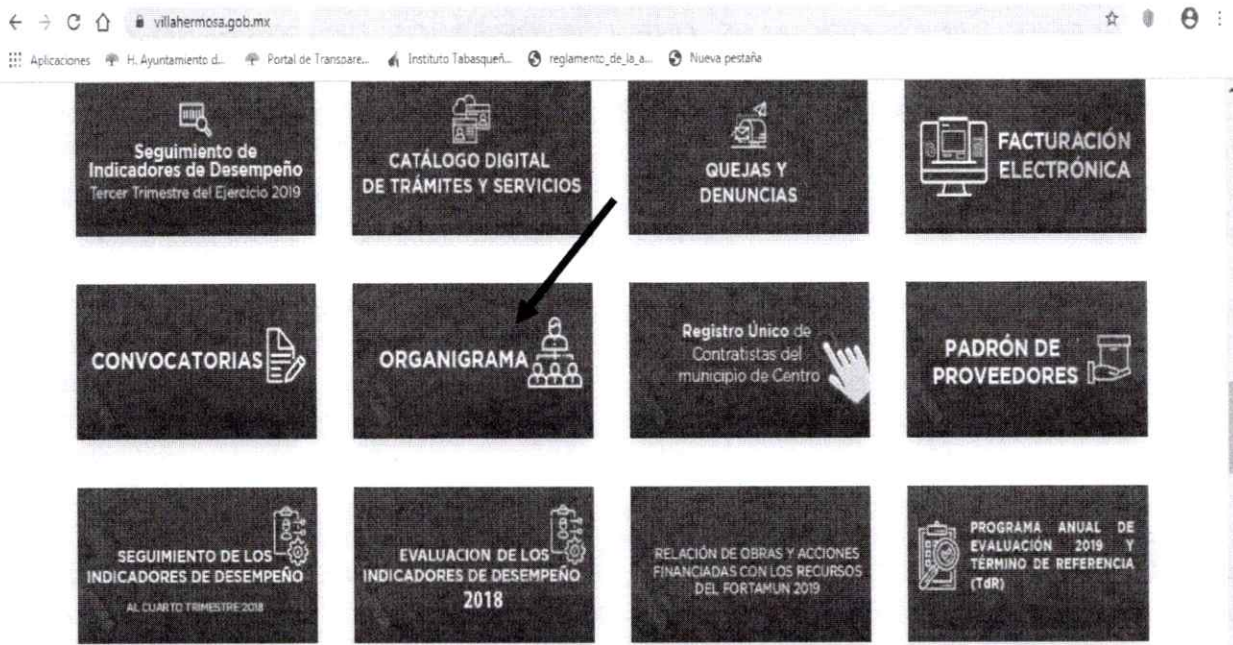 villahermosa.gob.mx
Aplicaciones
H. Ayuntamiento d...
Portal de Transpare...
Instituto Tabasqueñ...
reglamento_de_la_a...
Nueva pestaña
Seguimiento de
Indicadores de Desempeño
Tercer Trimestre del Ejercicio 2019
CATÁLOGO DIGITAL
DE TRÁMITES Y SERVICIOS
QUEJAS Y
DENUNCIAS
FACTURACIÓN
ELECTRÓNICA
CONVOCATORIAS
ORGANIGRAMA
Registro Único de
Contratistas del
municipio de Centro
PADRÓN DE
PROVEEDORES
SEGUIMIENTO DE LOS
INDICADORES DE DESEMPEÑO
AL CUARTO TRIMESTRE 2018
EVALUACION DE LOS
INDICADORES DE DESEMPEÑO
2018
RELACIÓN DE OBRAS Y ACCIONES
FINANCIADAS CON LOS RECURSOS
DEL FORTAMUN 2019
PROGRAMA ANUAL DE
EVALUACIÓN 2019 Y
TÉRMINO DE REFERENCIA
(TdR)